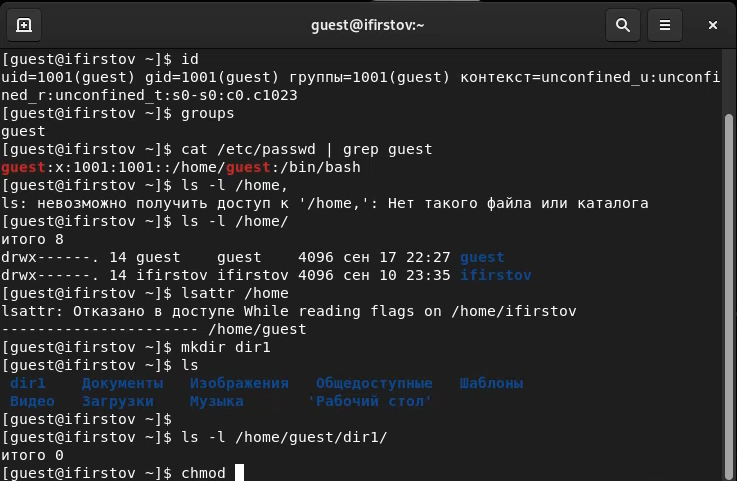 guest@ifirstov:~
[guest@ifirstov ~]$ id
uid=1001(guest) gid=1001(guest) группы=1001(guest) контекст=unconfined_u:unconfi
ned_r:unconfined_t:s0-s0:c0.c1023
[guest@ifirstov ~]$ groups
guest
[guest@ifirstov ~]$ cat /etc/passwd | grep guest
guest:x:1001:1001::/home/guest:/bin/bash
[guest@ifirstov ~]$ ls -l /home,
ls: невозможно получить доступ к '/home,': Нет такого файла или каталога
[guest@ifirstov ~]$ ls -l /home/
итого 8
drwx------. 14 guest    guest    4096 сен 17 22:27 guest
drwx------. 14 ifirstov ifirstov 4096 сен 10 23:35 ifirstov
[guest@ifirstov ~]$ lsattr /home
lsattr: Отказано в доступе While reading flags on /home/ifirstov
---------------------- /home/guest
[guest@ifirstov ~]$ mkdir dir1
[guest@ifirstov ~]$ ls
dir1    Документы   Изображения   Общедоступные   Шаблоны
Видео   Загрузки    Музыка       'Рабочий стол'
[guest@ifirstov ~]$
[guest@ifirstov ~]$ ls -l /home/guest/dir1/
итого 0
[guest@ifirstov ~]$ chmod